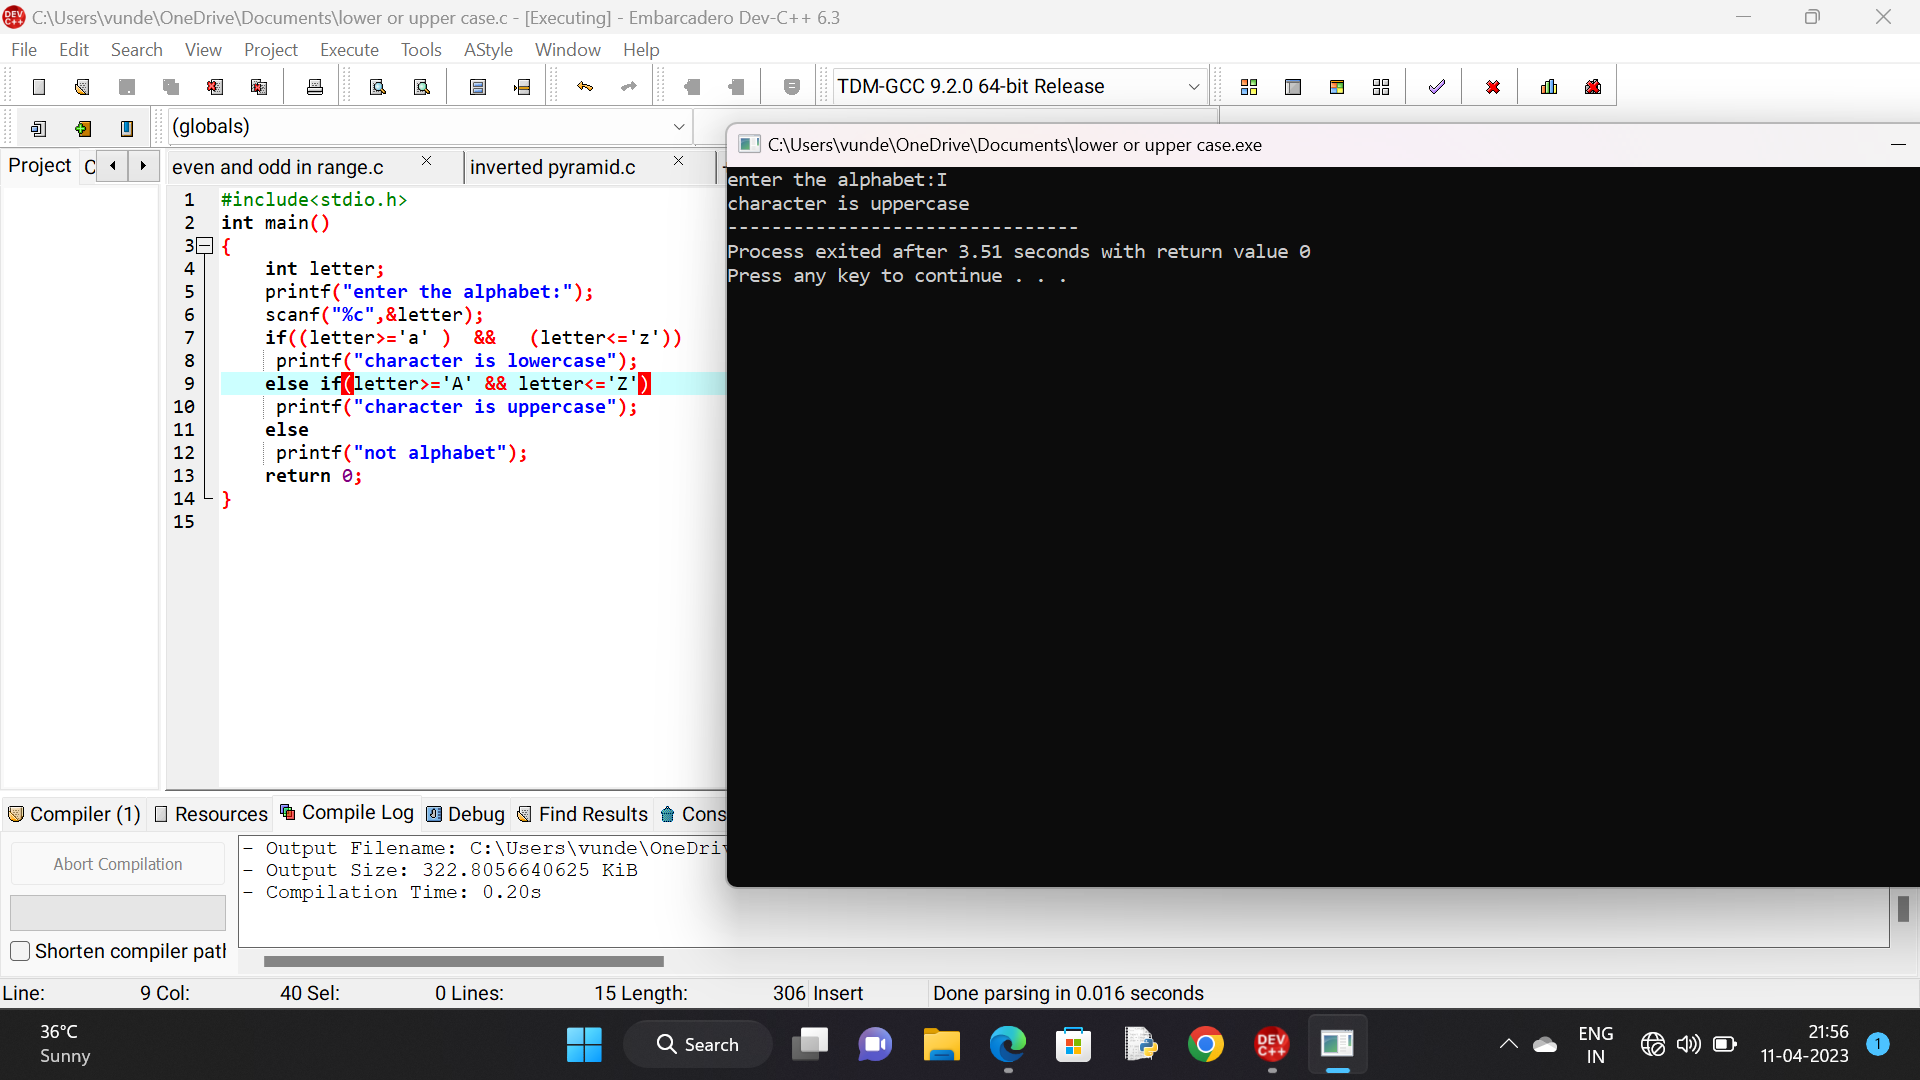 C:\Users\vunde\OneDrive\Documents\lower or upper case.c - [Executing] - Embarcadero Dev-C++ 6.3
File Edit Search View Project Execute Tools AStyle Window Help
TDM-GCC 9.2.0 64-bit Release
(globals)
Project C
even and odd in range.c
inverted pyramid.c
1 #include<stdio.h>
2 int main()
3 {
4 int letter;
5 printf("enter the alphabet:");
6 scanf("%c",&letter);
7 if((letter>='a' ) && (letter<='z'))
8 printf("character is lowercase");
9 else if(letter>='A' && letter<='Z')
10 printf("character is uppercase");
11 else
12 printf("not alphabet");
13 return 0;
14 }
15
C:\Users\vunde\OneDrive\Documents\lower or upper case.exe
enter the alphabet:I
character is uppercase
--------------------------------
Process exited after 3.51 seconds with return value 0
Press any key to continue . . .
Compiler (1) Resources Compile Log Debug Find Results Cons
Abort Compilation
Shorten compiler path
- Output Filename: C:\Users\vunde\OneDriv
- Output Size: 322.8056640625 KiB
- Compilation Time: 0.20s
Line: 9 Col: 40 Sel: 0 Lines: 15 Length: 306 Insert Done parsing in 0.016 seconds
36°C
Sunny
Search
DEV C++
ENG
IN
21:56
11-04-2023
1